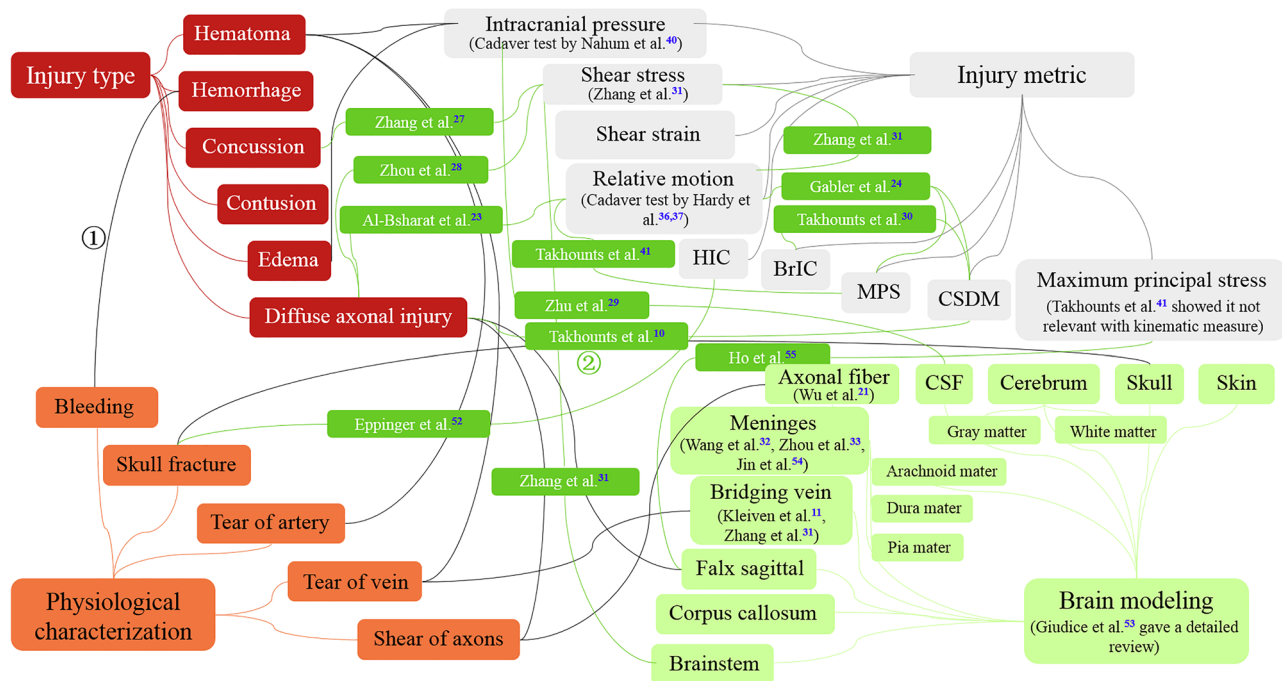 Hematoma
Intracranial pressure
(Cadaver test by Nahum et al.40)
Injury type
Injury metric
Shear stress
(Zhang et al.31)
Hemorrhage
Zhang et al.27
Shear strain
Zhang et al.31
Concussion
Zhou et al.28
Relative motion
(Cadaver test by Hardy et
al.36,37)
Gabler et al.24
Contusion
Al-Bsharat et al.23
Takhounts et al.30
①
Edema
Takhounts et al.41
HIC
BrIC
MPS
CSDM
Maximum principal stress
(Takhounts et al.41 showed it not
relevant with kinematic measure)
Diffuse axonal injury
Zhu et al.29
Takhounts et al.10
②
Ho et al.55
Axonal fiber
(Wu et al.21)
CSF
Cerebrum
Skull
Skin
Bleeding
Eppinger et al.52
Meninges
(Wang et al.32, Zhou et al.33,
Jin et al.54)
Gray matter
White matter
Skull fracture
Zhang et al.31
Arachnoid mater
Bridging vein
(Kleiven et al.11,
Zhang et al.31)
Dura mater
Tear of artery
Pia mater
Tear of vein
Falx sagittal
Physiological
characterization
Corpus callosum
Brain modeling
(Giudice et al.53 gave a detailed
review)
Shear of axons
Brainstem